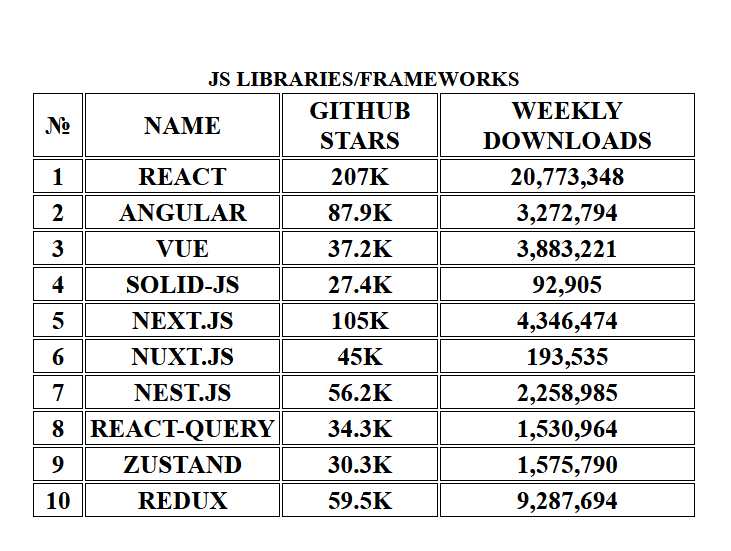 JS LIBRARIES/FRAMEWORKS
№ NAME GITHUB STARS WEEKLY DOWNLOADS
1 REACT 207K 20,773,348
2 ANGULAR 87.9K 3,272,794
3 VUE 37.2K 3,883,221
4 SOLID-JS 27.4K 92,905
5 NEXT.JS 105K 4,346,474
6 NUXT.JS 45K 193,535
7 NEST.JS 56.2K 2,258,985
8 REACT-QUERY 34.3K 1,530,964
9 ZUSTAND 30.3K 1,575,790
10 REDUX 59.5K 9,287,694